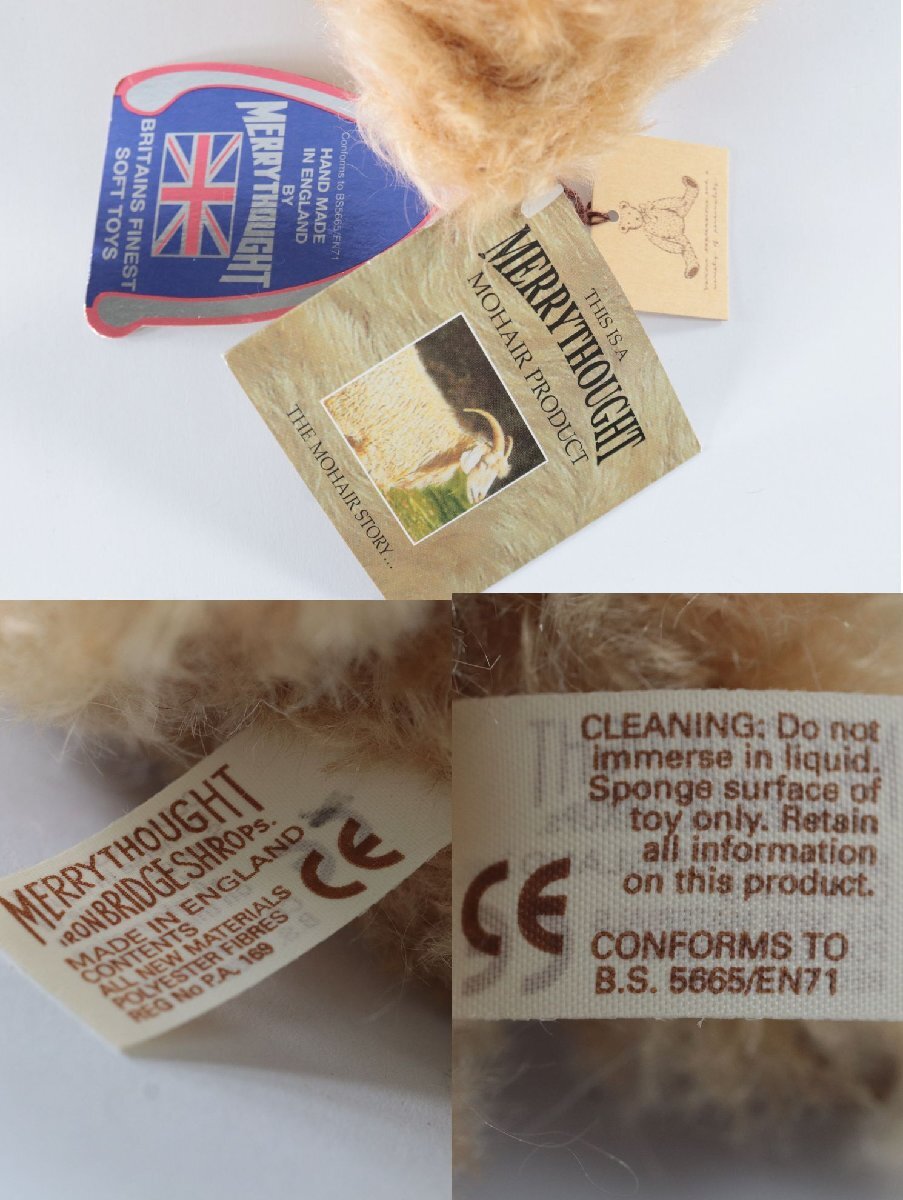 Conforms to BS5665/EN71
HAND MADE
IN ENGLAND
BY
MERRYTHOUGHT
BRITAINS FINEST
SOFT TOYS
THIS IS A
MERRYTHOUGHT
MOHAIR PRODUCT
THE MOHAIR STORY...
MERRYTHOUGHT
IRONBRIDGE SHROPS.
MADE IN ENGLAND
CONTENTS
ALL NEW MATERIALS
POLYESTER FIBRES
REG No P.A. 169
CE
CLEANING: Do not
immerse in liquid.
Sponge surface of
toy only. Retain
all information
on this product.
CE
CONFORMS TO
B.S. 5665/EN71